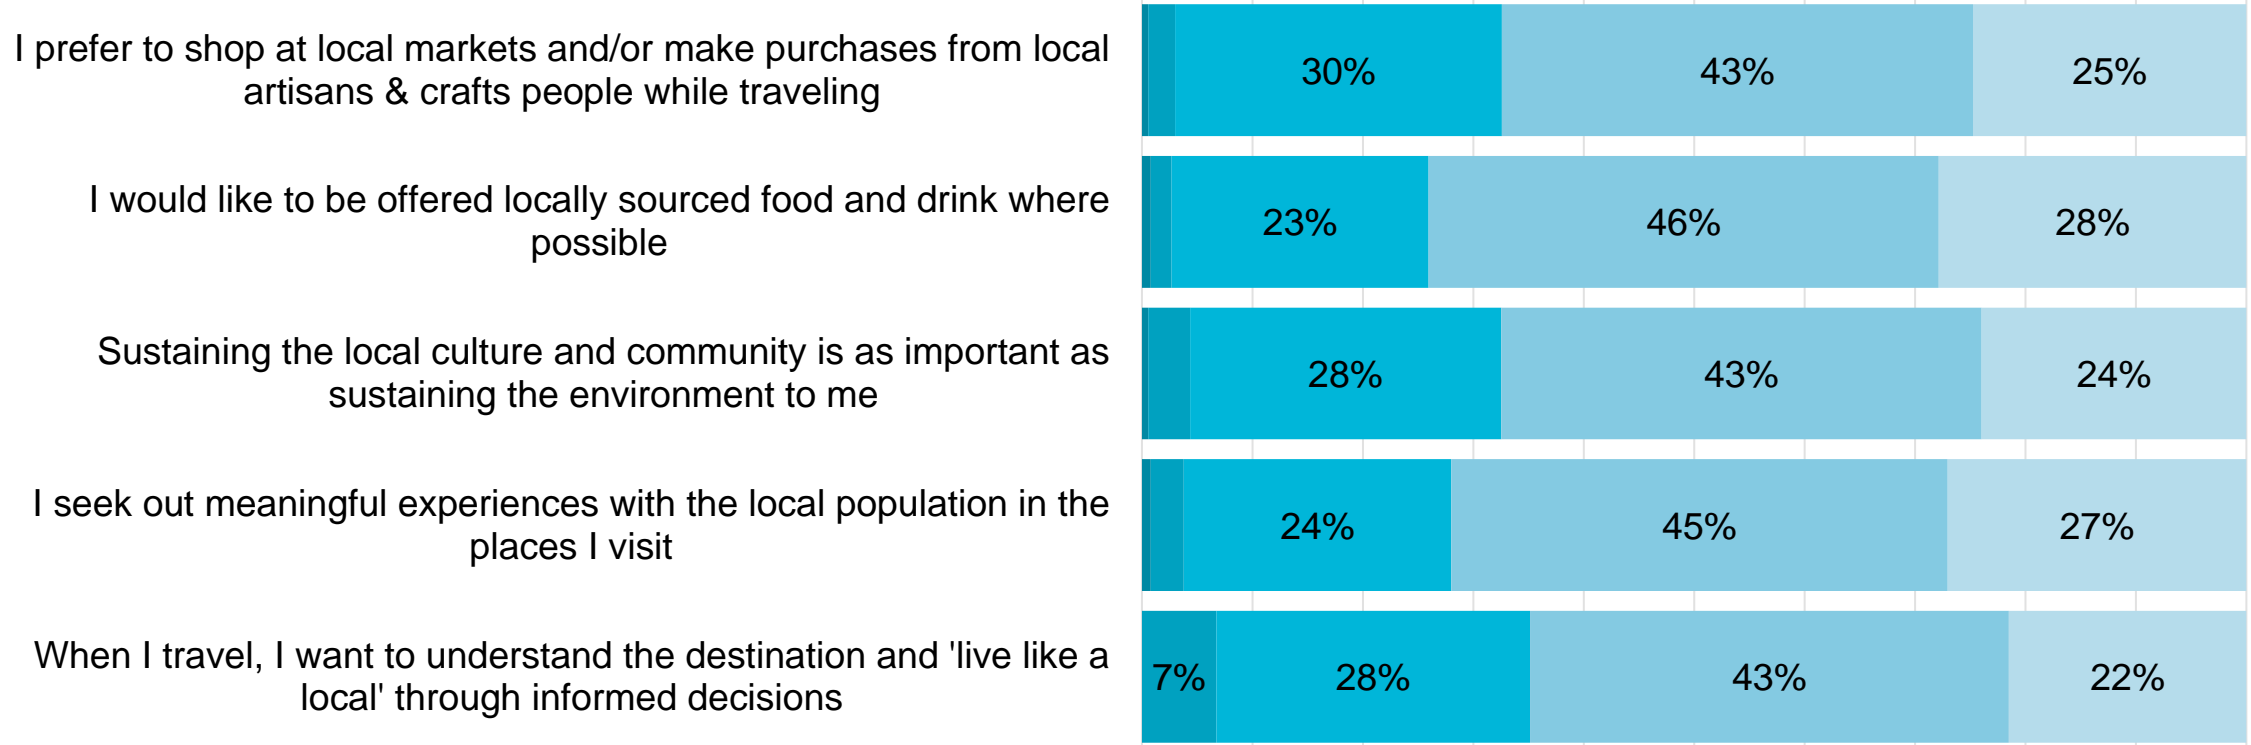 I prefer to shop at local markets and/or make purchases from local
artisans & crafts people while traveling
30% 43% 25%
I would like to be offered locally sourced food and drink where
possible
23% 46% 28%
Sustaining the local culture and community is as important as
sustaining the environment to me
28% 43% 24%
I seek out meaningful experiences with the local population in the
places I visit
24% 45% 27%
When I travel, I want to understand the destination and 'live like a
local' through informed decisions
7% 28% 43% 22%